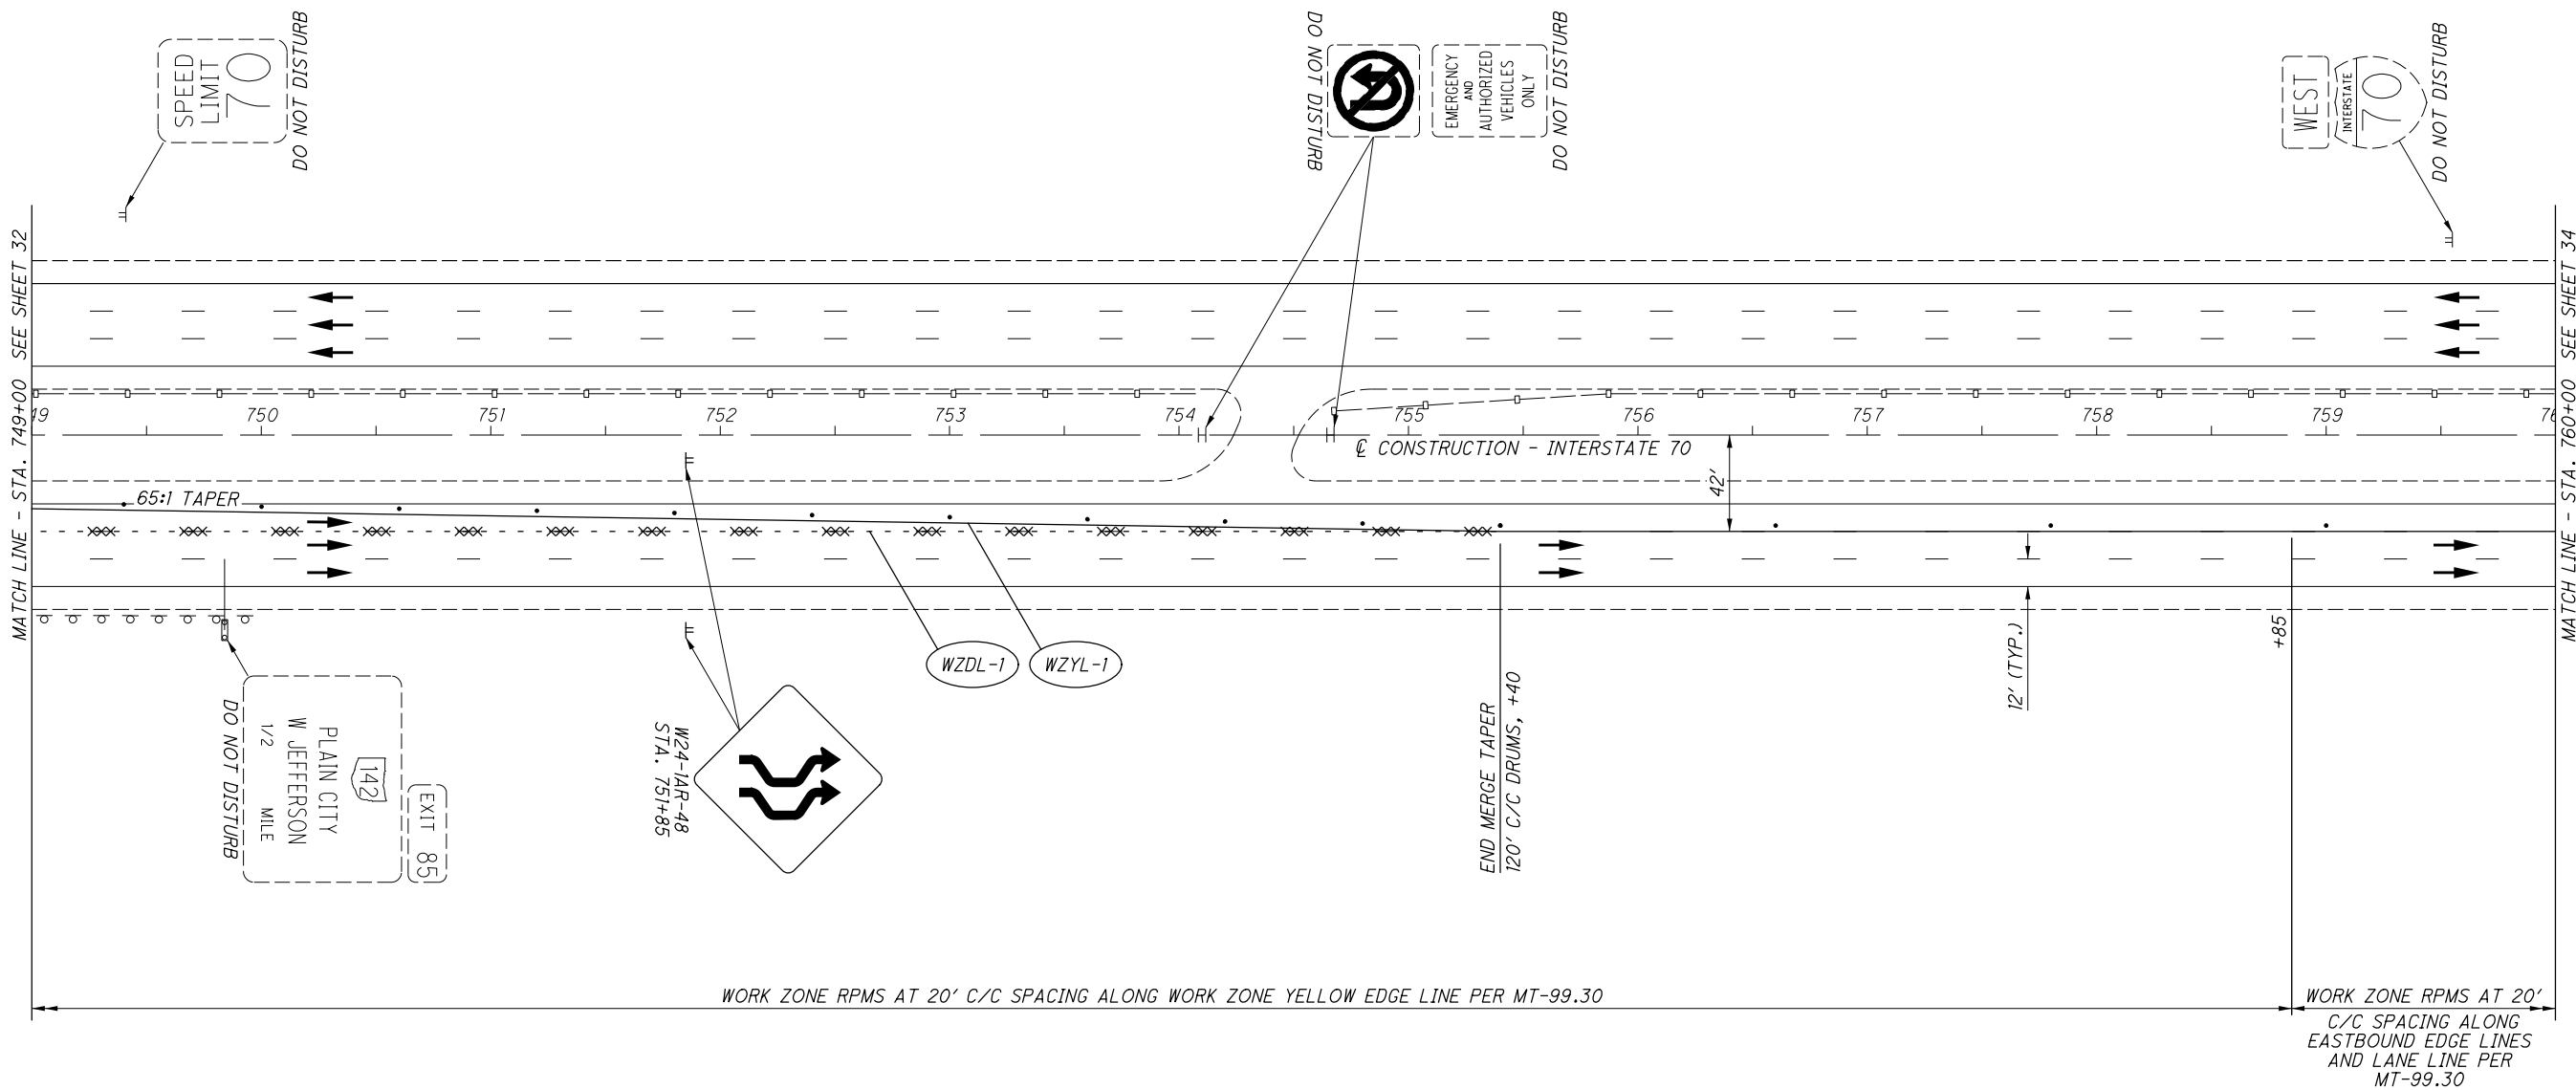 SPEED
LIMIT
70
DO NOT DISTURB
DO NOT DISTURB
EMERGENCY
AND
AUTHORIZED
VEHICLES
ONLY
DO NOT DISTURB
WEST
INTERSTATE
70
DO NOT DISTURB
MATCH LINE - STA. 749+00 SEE SHEET 32
MATCH LINE - STA. 760+00 SEE SHEET 34
49 750 751 752 753 754 755 756 757 758 759 76
℄ CONSTRUCTION - INTERSTATE 70
42'
65:1 TAPER
WZDL-1
WZYL-1
12' (TYP.)
+85
EXIT 85
142
PLAIN CITY
W JEFFERSON
1/2 MILE
DO NOT DISTURB
W24-1AR-48
STA. 751+85
END MERGE TAPER
120' C/C DRUMS, +40
WORK ZONE RPMS AT 20' C/C SPACING ALONG WORK ZONE YELLOW EDGE LINE PER MT-99.30
WORK ZONE RPMS AT 20'
C/C SPACING ALONG
EASTBOUND EDGE LINES
AND LANE LINE PER
MT-99.30